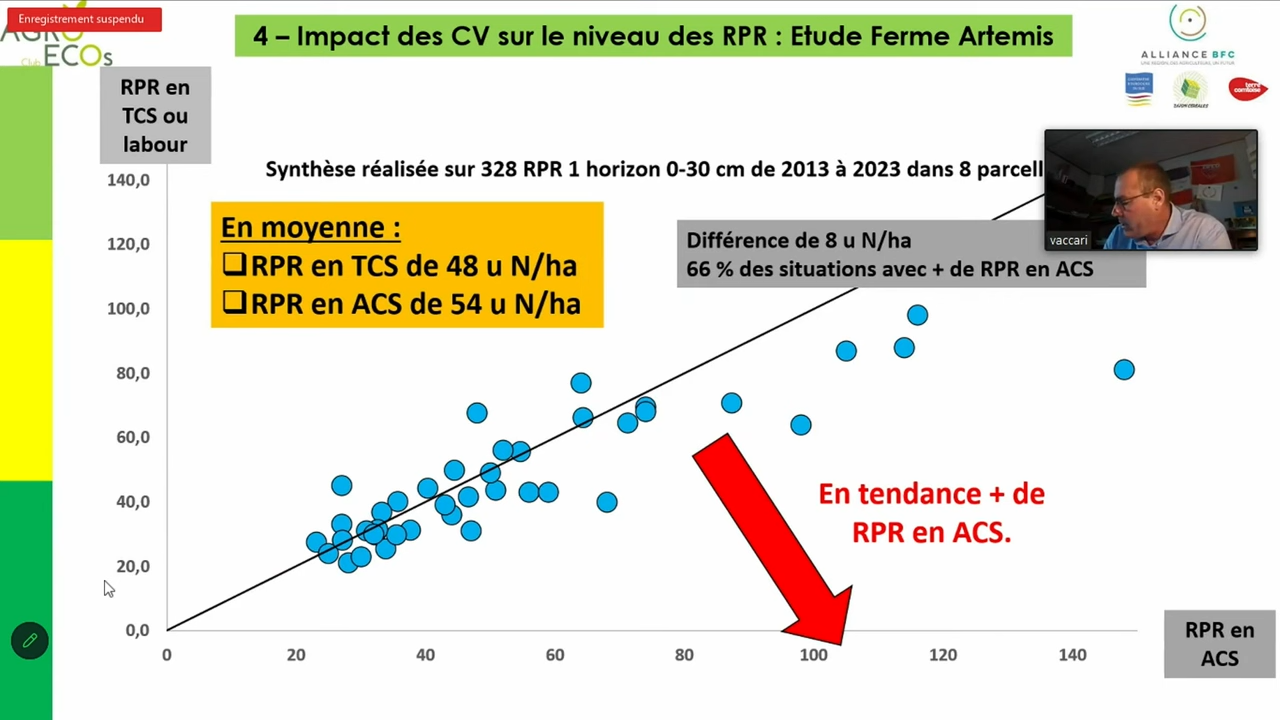 Enregistrement suspendu
AGRO
Club ECOs
4 – Impact des CV sur le niveau des RPR : Etude Ferme Artemis
ALLIANCE BFC
terre
comtoise
RPR en
TCS ou
labour
Synthèse réalisée sur 328 RPR 1 horizon 0-30 cm de 2013 à 2023 dans 8 parcell
vaccari
En moyenne :
RPR en TCS de 48 u N/ha
RPR en ACS de 54 u N/ha
Différence de 8 u N/ha
66 % des situations avec + de RPR en ACS
140,0
120,0
100,0
80,0
60,0
40,0
20,0
0,0
En tendance + de
RPR en ACS.
0 20 40 60 80 100 120 140
RPR en
ACS